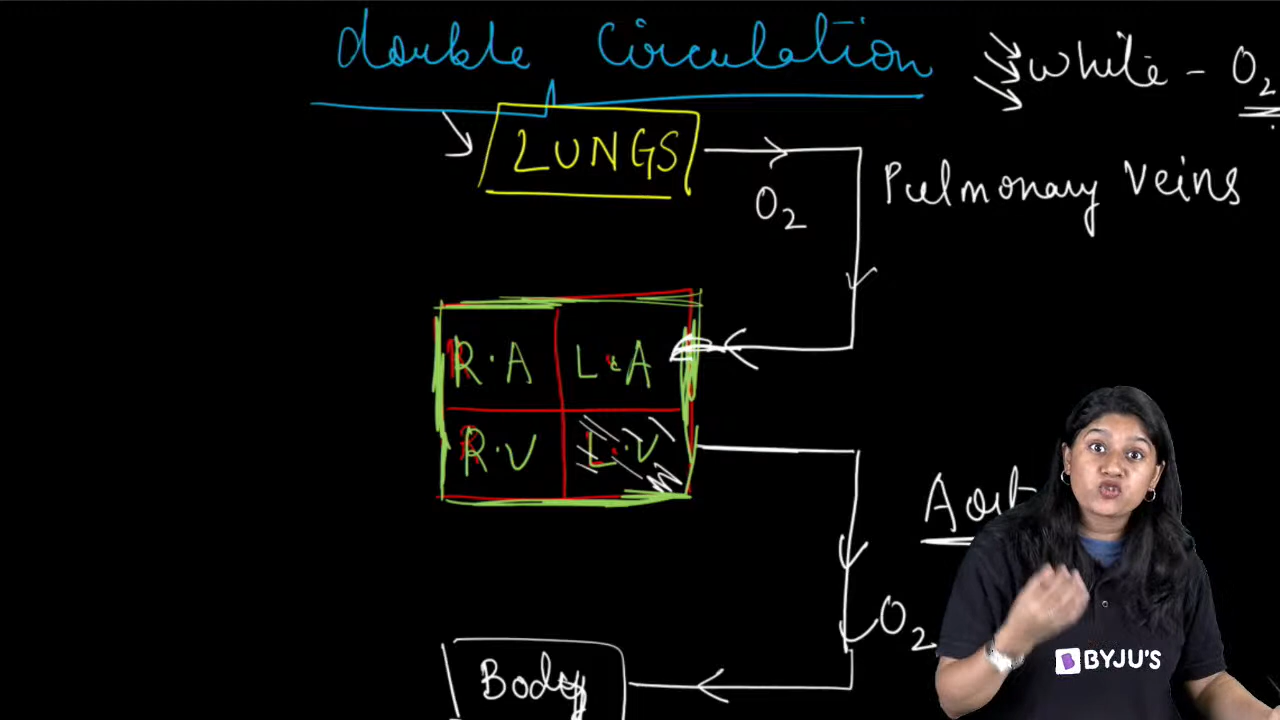 double Circulation
white - O2
LUNGS
O2
Pulmonary Veins
R.A
L.A
R.V
L.V
O2
Body
BYJU'S